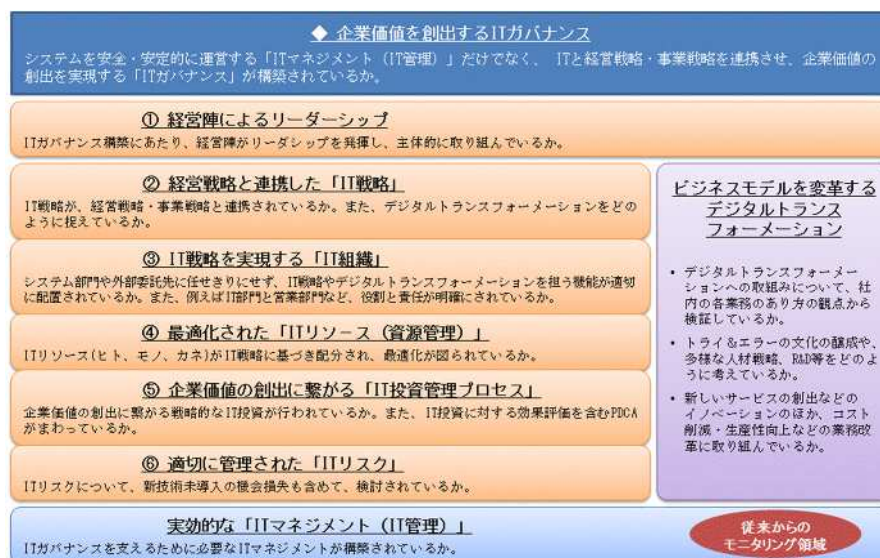 ◆ 企業価値を創出するITガバナンス
システムを安全・安定的に運営する「ITマネジメント（IT管理）」だけでなく、 ITと経営戦略・事業戦略を連携させ、企業価値の
創出を実現する「ITガバナンス」が構築されているか。
① 経営陣によるリーダーシップ
ITガバナンス構築にあたり、経営陣がリーダシップを発揮し、主体的に取り組んでいるか。
② 経営戦略と連携した「IT戦略」
IT戦略が、経営戦略・事業戦略と連携されているか。また、デジタルトランスフォーメーションをどの
ように捉えているか。
③ IT戦略を実現する「IT組織」
システム部門や外部委託先に任せきりにせず、IT戦略やデジタルトランスフォーメーションを担う機能が適切
に配置されているか。また、例えばIT部門と営業部門など、役割と責任が明確にされているか。
④ 最適化された「ITリソース（資源管理）」
ITリソース(ヒト、モノ、カネ)がIT戦略に基づき配分され、最適化が図られているか。
⑤ 企業価値の創出に繋がる「IT投資管理プロセス」
企業価値の創出に繋がる戦略的なIT投資が行われているか。また、IT投資に対する効果評価を含むPDCA
がまわっているか。
⑥ 適切に管理された「ITリスク」
ITリスクについて、新技術未導入の機会損失も含めて、検討されているか。
ビジネスモデルを変革する
デジタルトランス
フォーメーション
• デジタルトランスフォーメー
ションへの取組みについて、社
内の各業務のあり方の観点から
検証しているか。
• トライ＆エラーの文化の醸成や、
多様な人材戦略、R&D等をどのよ
うに考えているか。
• 新しいサービスの創出などの
イノベーションのほか、コスト
削減・生産性向上などの業務改
革に取り組んでいるか。
実効的な「ITマネジメント（IT管理）」
ITガバナンスを支えるために必要なITマネジメントが構築されているか。
従来からの
モニタリング領域